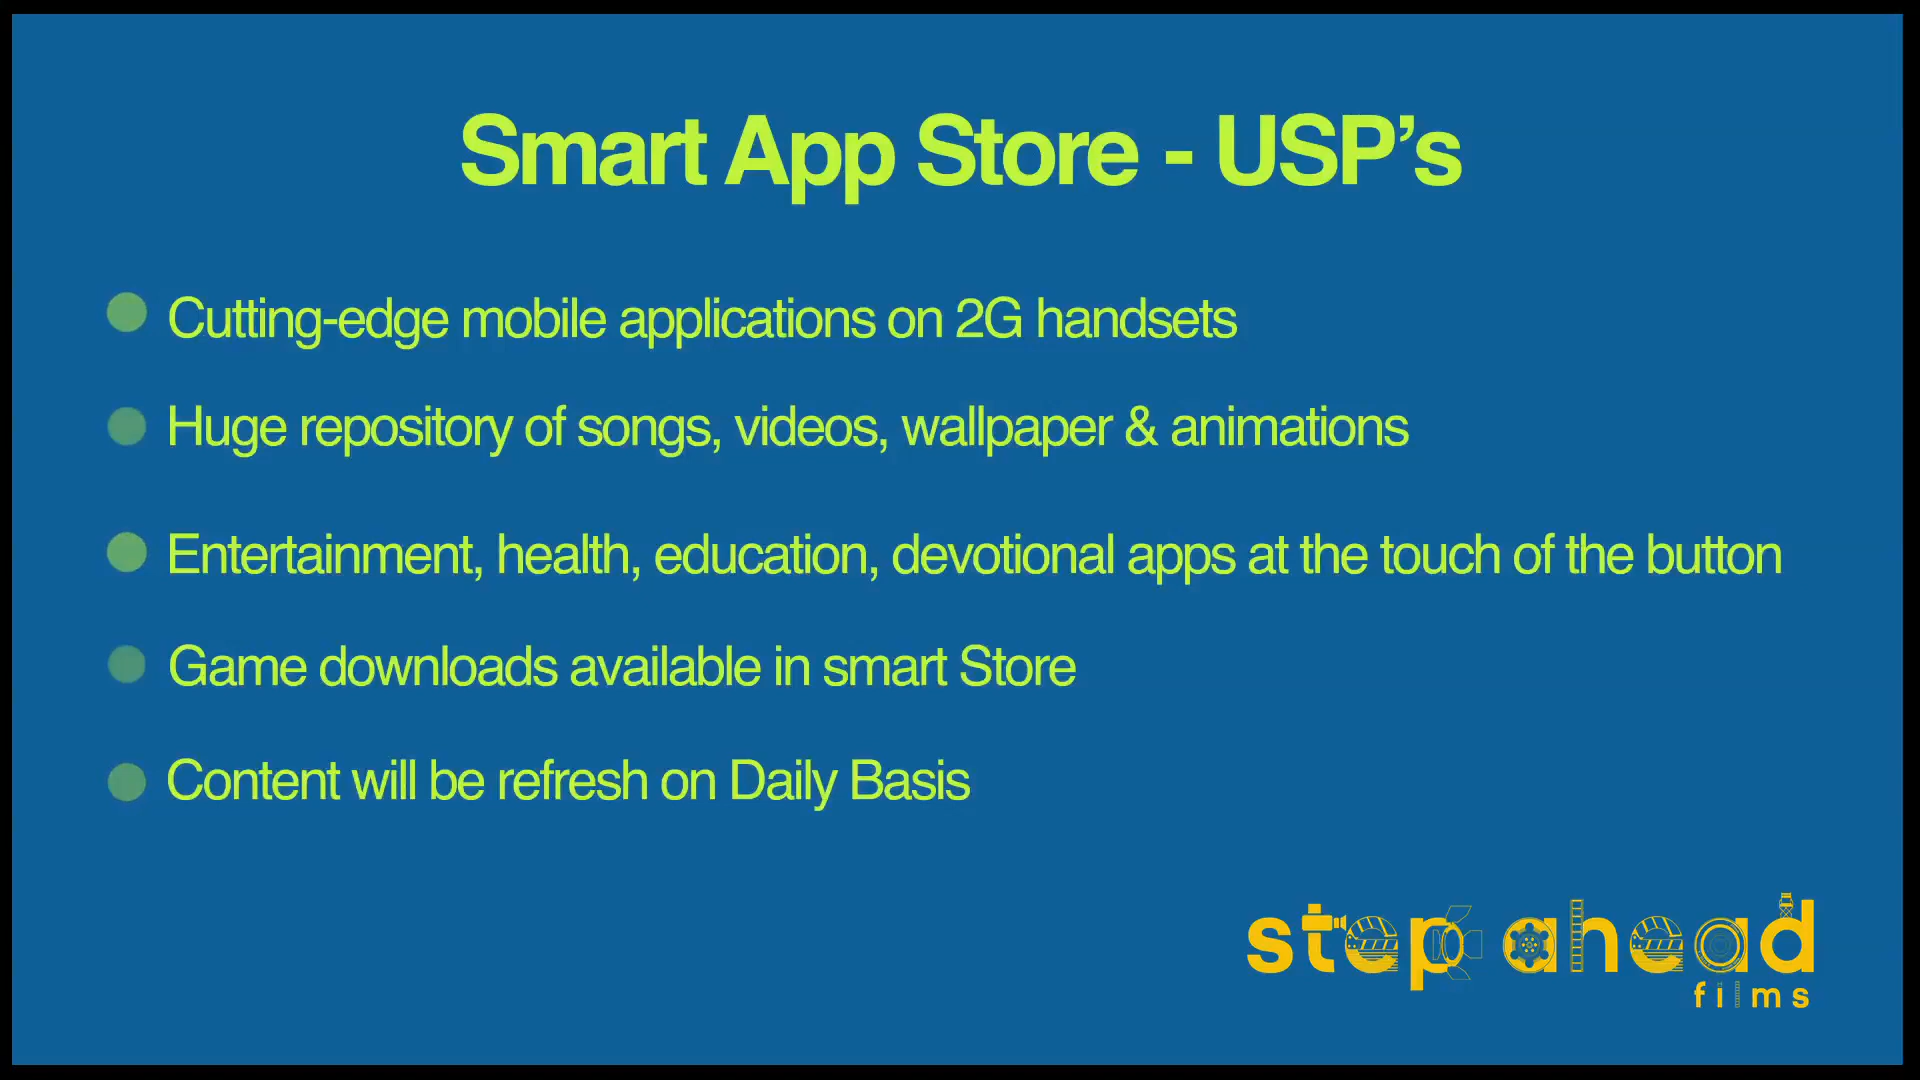 Smart App Store - USP’s
Cutting-edge mobile applications on 2G handsets
Huge repository of songs, videos, wallpaper & animations
Entertainment, health, education, devotional apps at the touch of the button
Game downloads available in smart Store
Content will be refresh on Daily Basis
step ahead
films